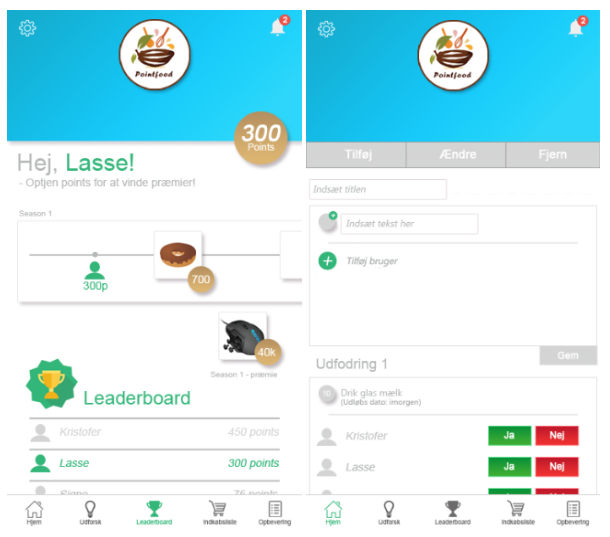 2
Pointfood
300
Points
Hej, Lasse!
- Optjen points for at vinde præmier!
Season 1
700
300p
40k
Season 1 - præmie
Leaderboard
Kristofer 450 points
Lasse 300 points
Signe 75 points
Hjem Udforsk Leaderboard Indkøbsliste Opbevaring
2
Pointfood
Tilføj Ændre Fjern
Indsæt titlen
Indsæt tekst her
Tilføj bruger
Gem
Udfodring 1
10 Drik glas mælk
(Udløbs dato: imorgen)
Kristofer Ja Nej
Lasse Ja Nej
Hjem Udforsk Leaderboard Indkøbsliste Opbevaring